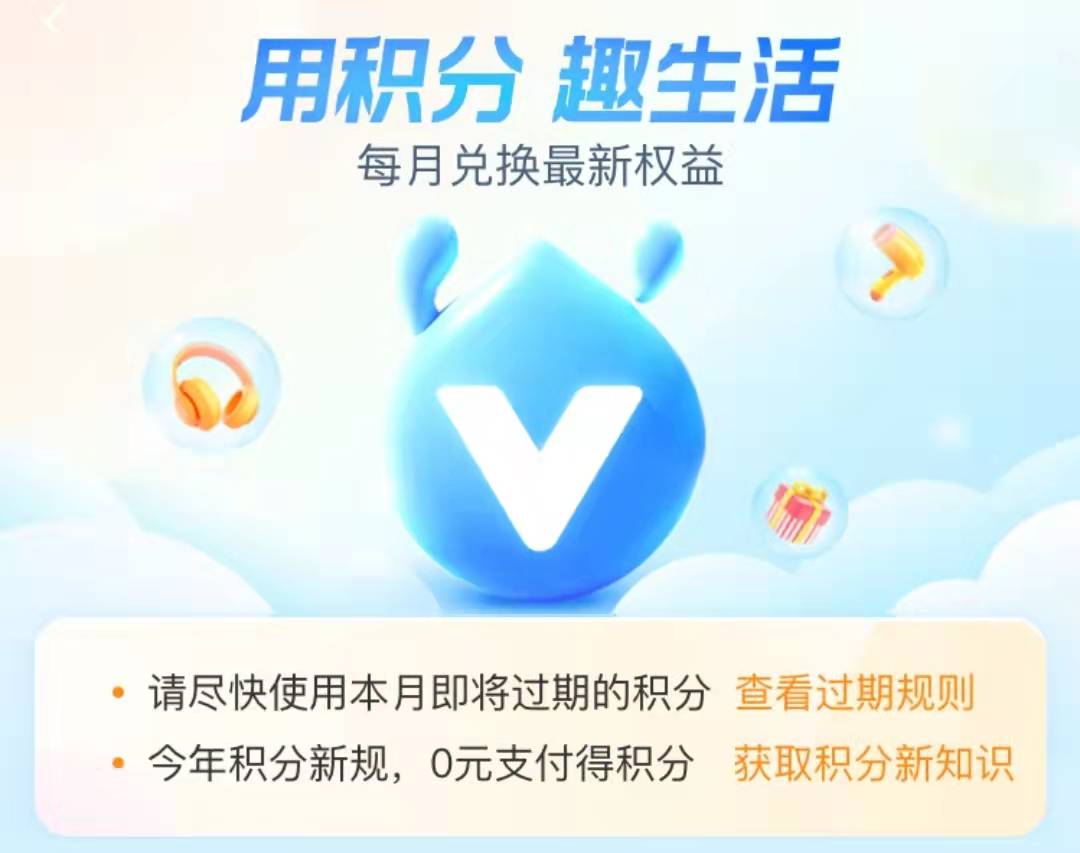 用积分 趣生活
每月兑换最新权益
V
• 请尽快使用本月即将过期的积分 查看过期规则
• 今年积分新规，0元支付得积分 获取积分新知识